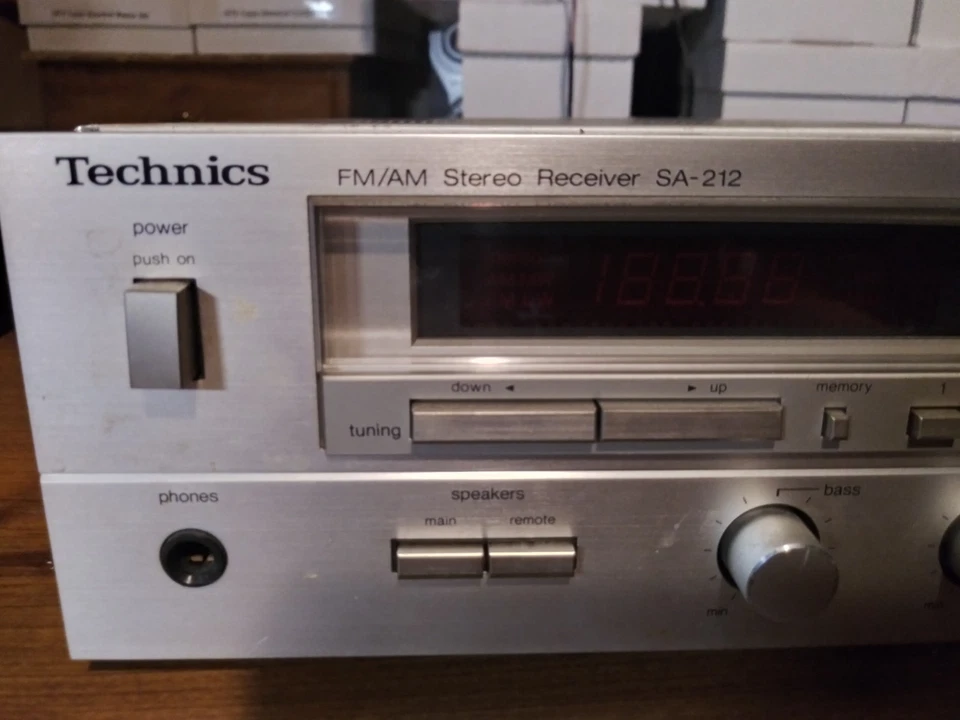 Technics
FM/AM Stereo Receiver SA-212
power
push on
down ◄ ► up memory 1
tuning
phones
speakers
main remote
bass
min